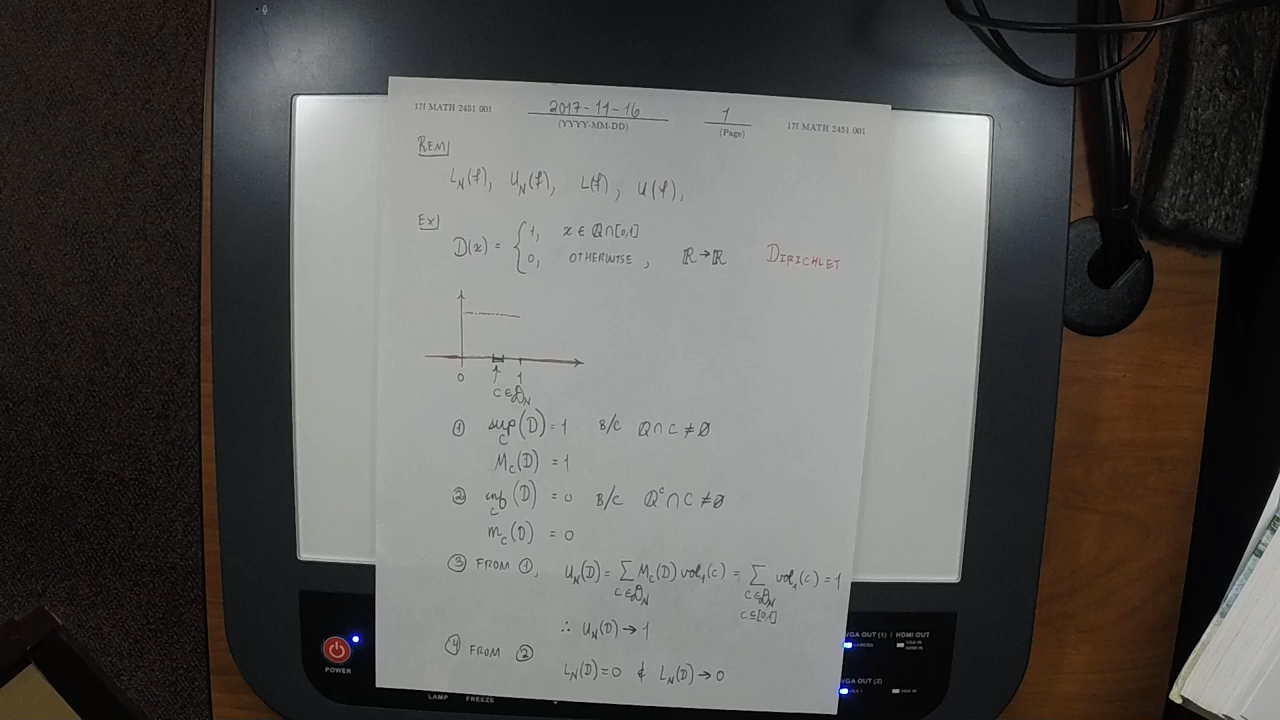 17f MATH 2451 001
2017-11-16
(YYYY-MM-DD)
1
(Page)
17f MATH 2451 001
REM
L_N(f), U_N(f), L(f), U(f),
EX
D(x) = { 1, x ∈ ℚ∩[0,1]
0, OTHERWISE, ℝ→ℝ DIRICHLET
0 1
C∈𝒟_N
① sup_C(D) = 1 B/C ℚ∩C ≠ ∅
M_C(D) = 1
② inf_C(D) = 0 B/C ℚ^c∩C ≠ ∅
m_C(D) = 0
③ FROM ①, U_N(D) = ∑_{C∈𝒟_N} M_C(D) vol_1(C) = ∑_{C∈𝒟_N, C⊆[0,1]} vol_1(C) = 1
∴ U_N(D) → 1
④ FROM ②
L_N(D) = 0 & L_N(D) → 0
POWER
LAMP FREEZE
VGA OUT (1) / HDMI OUT
CAMERA
VGA OUT (2)